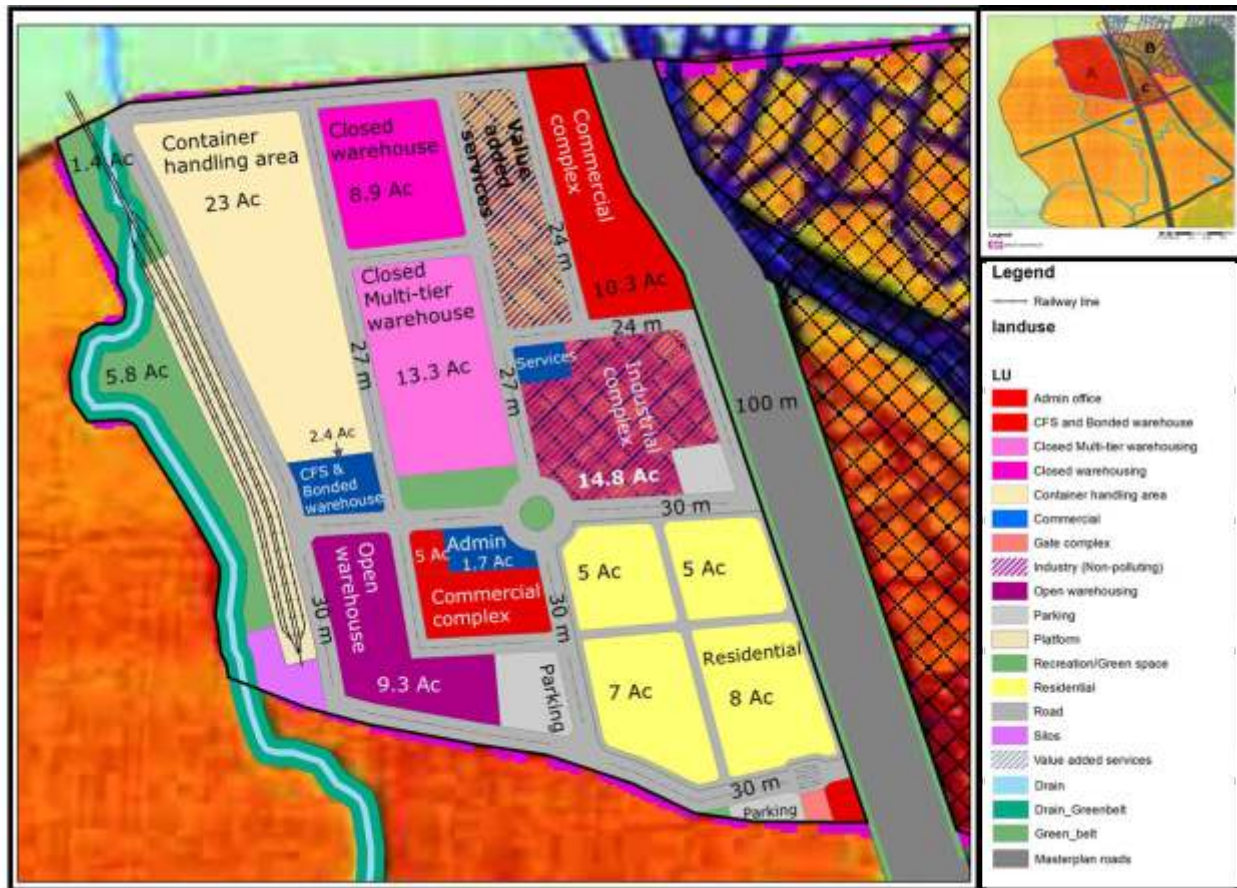 Container
handling area
23 Ac
1.4 Ac
Closed
warehouse
8.9 Ac
Value
added
services
Commercial
complex
10.3 Ac
24 m
24 m
Closed
Multi-tier
warehouse
13.3 Ac
27 m
27 m
5.8 Ac
Services
Industrial
complex
14.8 Ac
100 m
2.4 Ac
CFS &
Bonded
warehouse
30 m
Open
warehouse
9.3 Ac
30 m
5 Ac
Admin
1.7 Ac
Commercial
complex
30 m
Parking
5 Ac
5 Ac
7 Ac
Residential
8 Ac
30 m
Parking
A
B
C
Legend
Legend
Railway line
landuse
LU
Admin office
CFS and Bonded warehouse
Closed Multi-tier warehousing
Closed warehousing
Container handling area
Commercial
Gate complex
Industry (Non-polluting)
Open warehousing
Parking
Platform
Recreation/Green space
Residential
Road
Silos
Value added services
Drain
Drain_Greenbelt
Green_belt
Masterplan roads